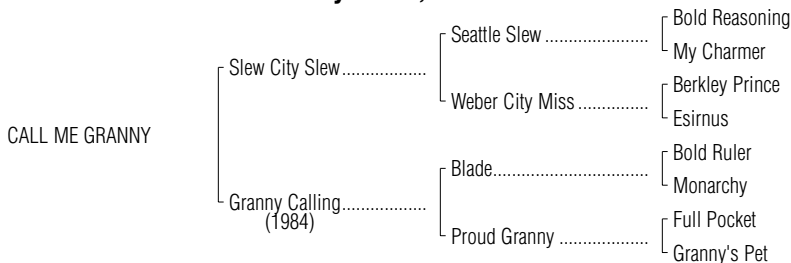 Bold Reasoning
Seattle Slew .......................
My Charmer
Slew City Slew..................
Berkley Prince
Weber City Miss ...............
Esirnus
CALL ME GRANNY
Bold Ruler
Blade..................................
Monarchy
Granny Calling..................
(1984)
Full Pocket
Proud Granny ...................
Granny's Pet